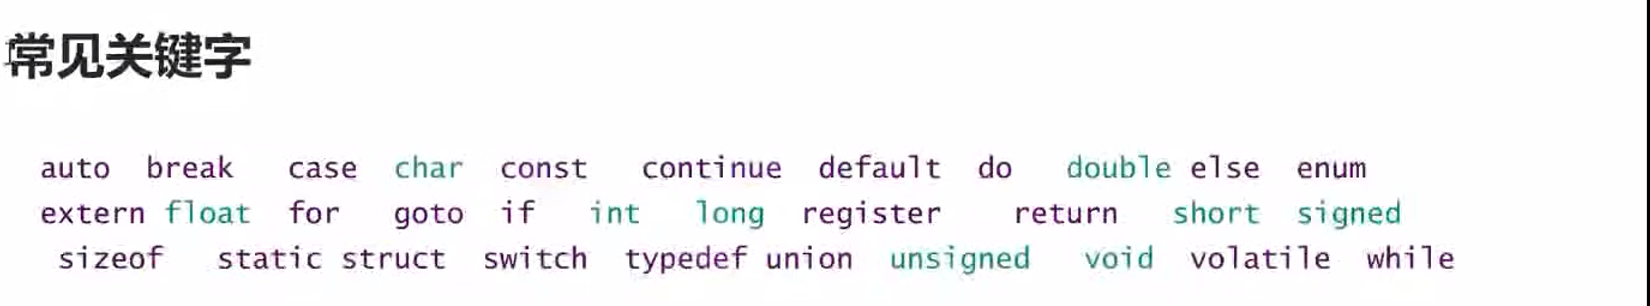 常见关键字
auto break case char const continue default do double else enum
extern float for goto if int long register return short signed
sizeof static struct switch typedef union unsigned void volatile while